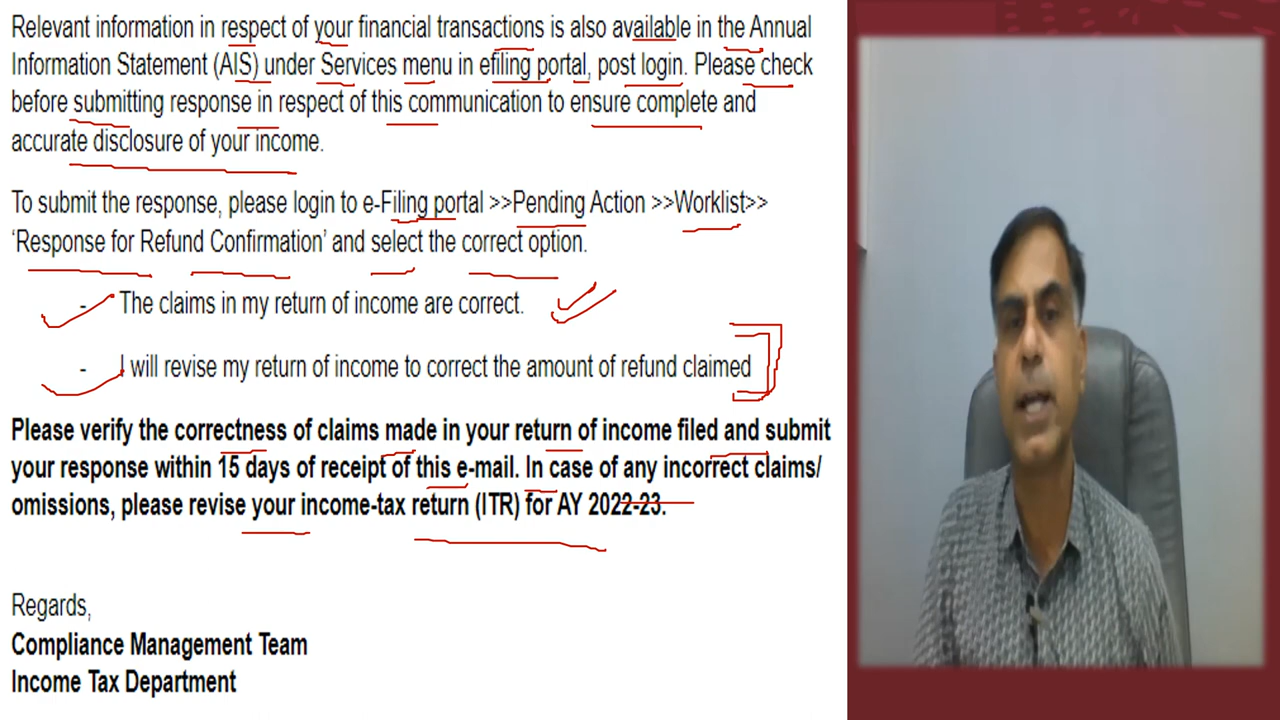 Relevant information in respect of your financial transactions is also available in the Annual
Information Statement (AIS) under Services menu in efiling portal, post login. Please check
before submitting response in respect of this communication to ensure complete and
accurate disclosure of your income.
To submit the response, please login to e-Filing portal >>Pending Action >>Worklist>>
‘Response for Refund Confirmation’ and select the correct option.
- The claims in my return of income are correct.
- I will revise my return of income to correct the amount of refund claimed
Please verify the correctness of claims made in your return of income filed and submit
your response within 15 days of receipt of this e-mail. In case of any incorrect claims/
omissions, please revise your income-tax return (ITR) for AY 2022-23.
Regards,
Compliance Management Team
Income Tax Department